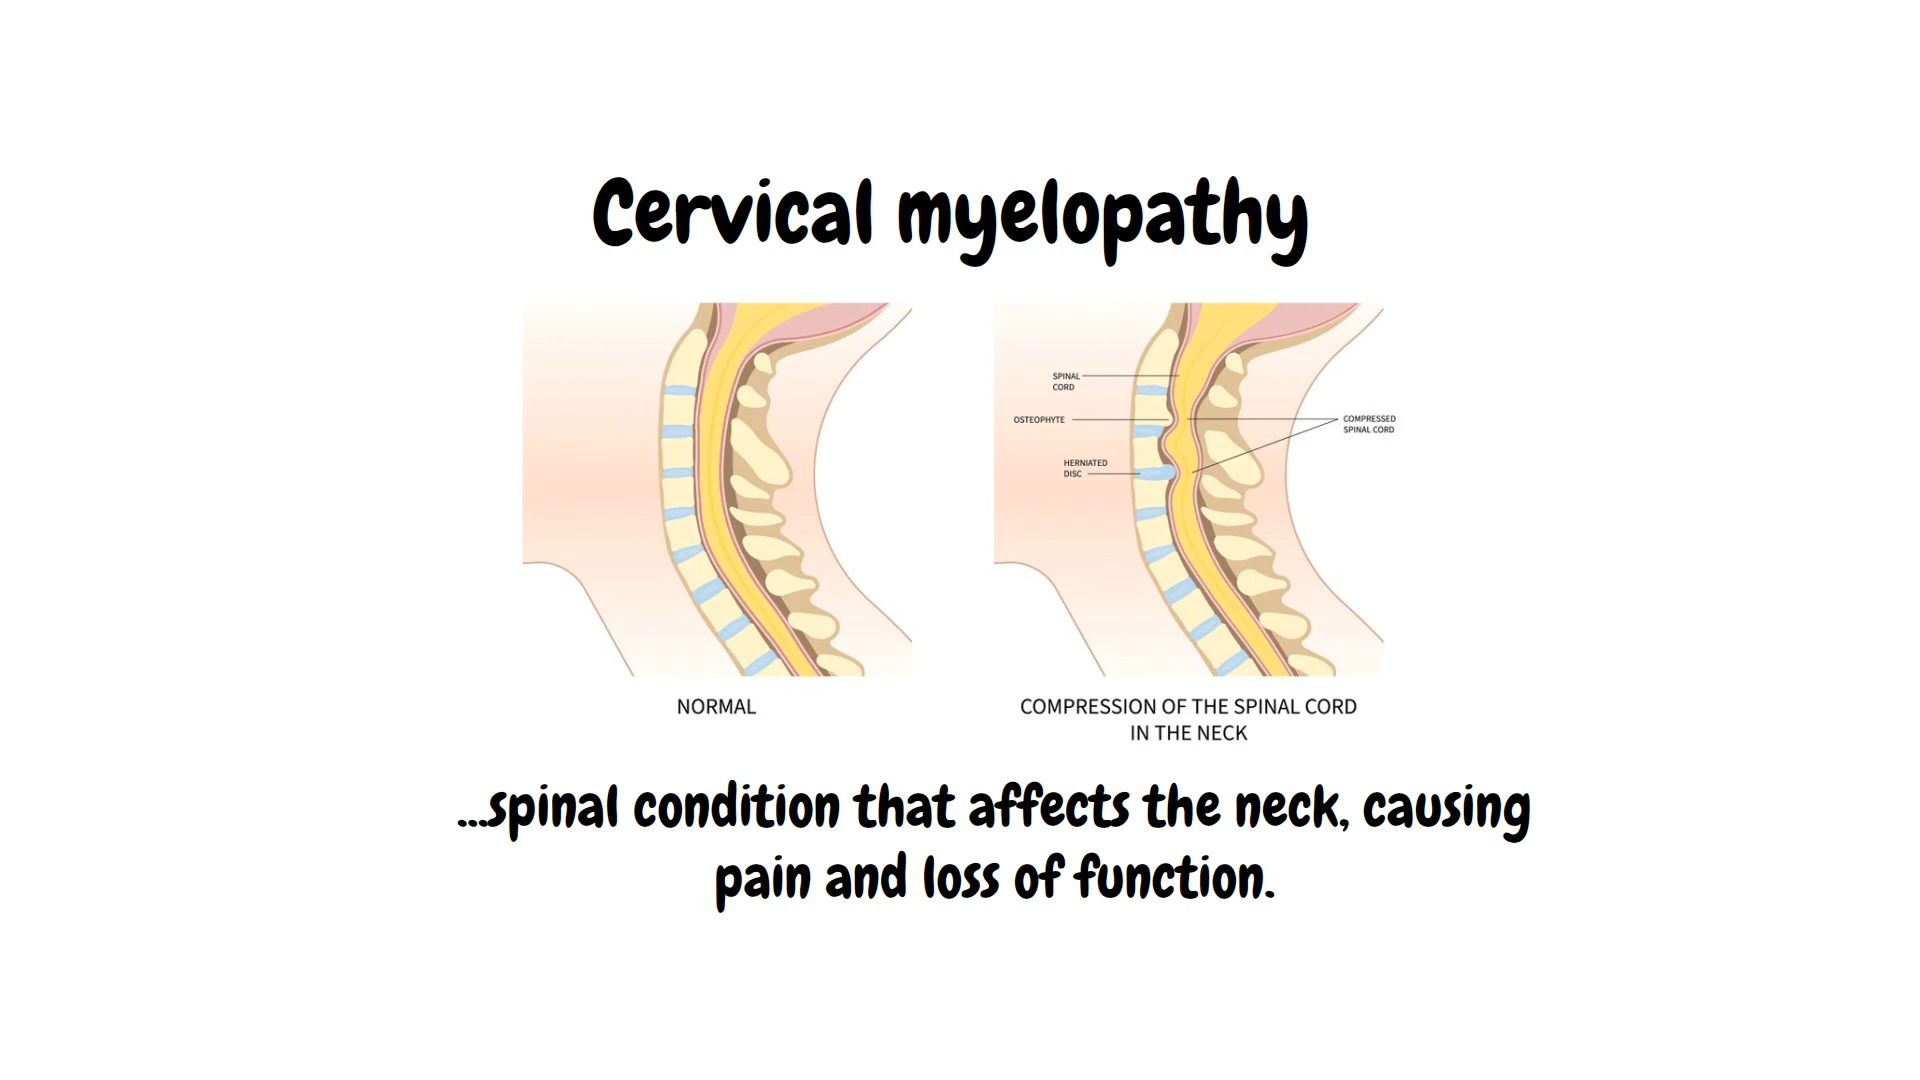 Cervical myelopathy
SPINAL
CORD
OSTEOPHYTE
HERNIATED
DISC
COMPRESSED
SPINAL CORD
NORMAL
COMPRESSION OF THE SPINAL CORD
IN THE NECK
...spinal condition that affects the neck, causing
pain and loss of function.